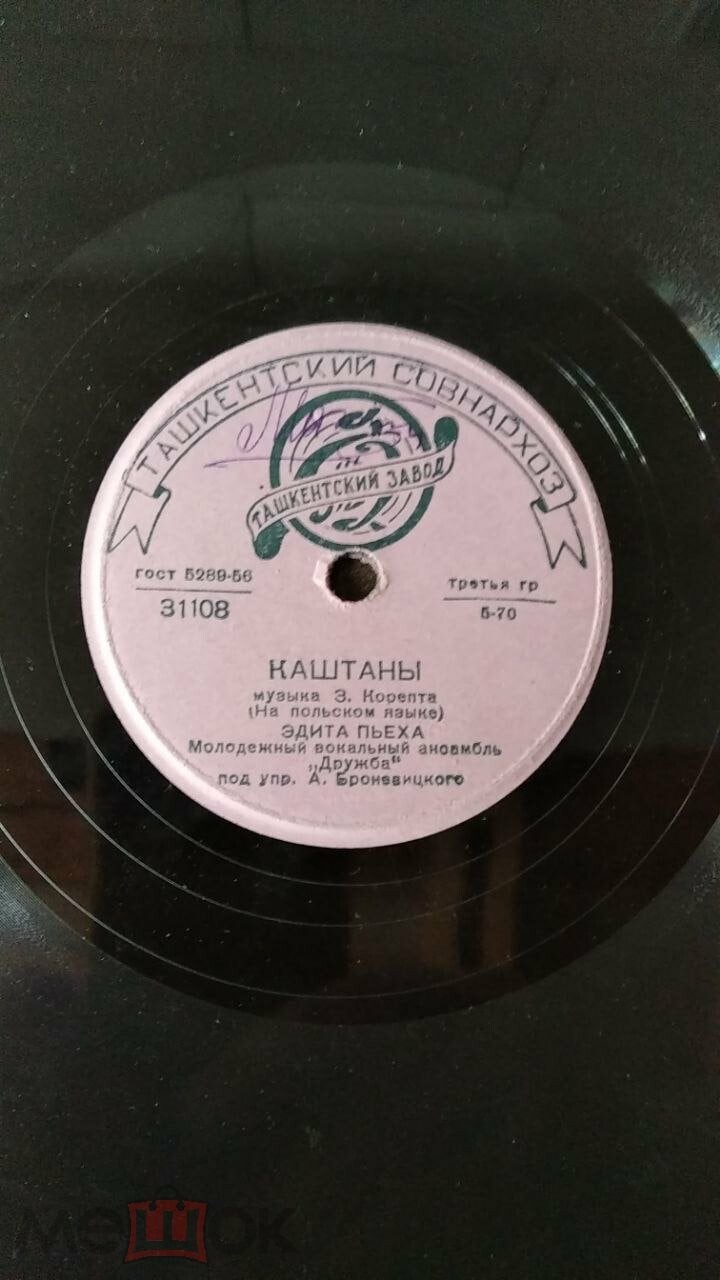 ТАШКЕНТСКИЙ СОВНАРХОЗ
ТАШКЕНТСКИЙ ЗАВОД
гост 5289-56
третья гр
31108
5-70
КАШТАНЫ
музыка З. Корепта
(На польском языке)
ЭДИТА ПЬЕХА
Молодежный вокальный ансамбль
„Дружба“
под упр. А. Броневицкого
мешок